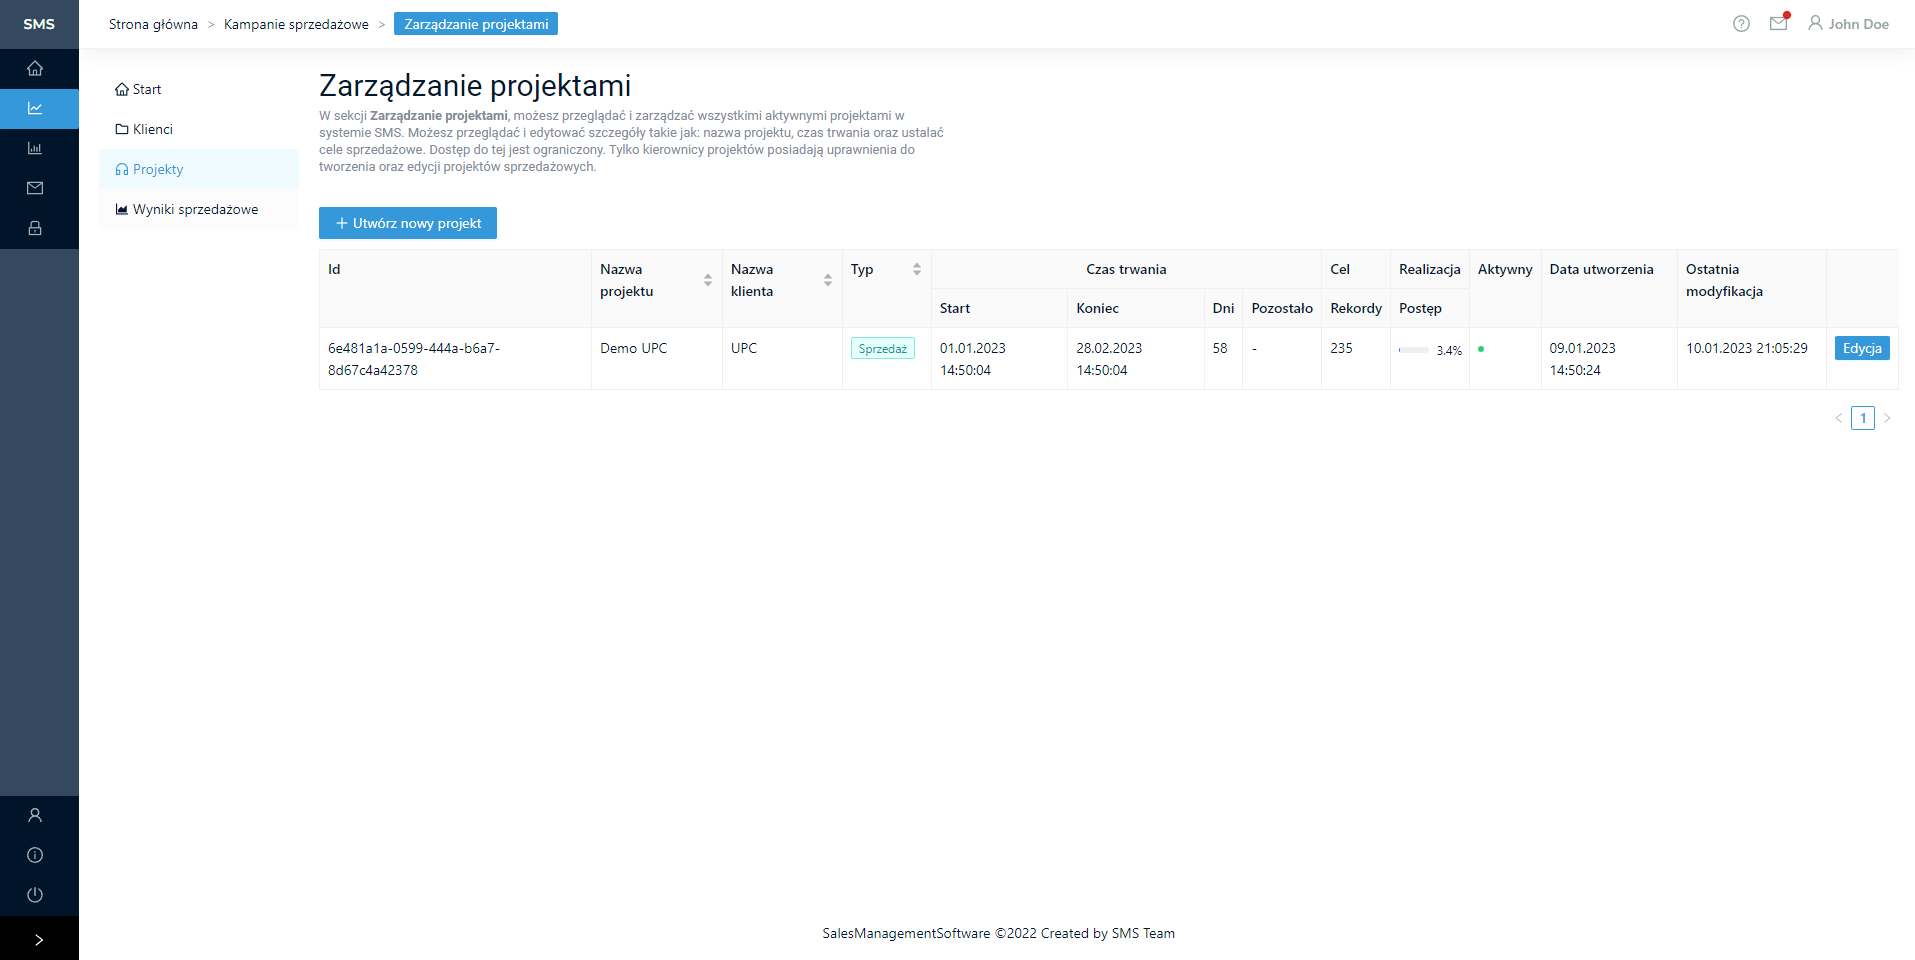 SMS
Strona główna > Kampanie sprzedażowe > Zarządzanie projektami
John Doe
Start
Klienci
Projekty
Wyniki sprzedażowe
Zarządzanie projektami
W sekcji Zarządzanie projektami, możesz przeglądać i zarządzać wszystkimi aktywnymi projektami w
systemie SMS. Możesz przeglądać i edytować szczegóły takie jak: nazwa projektu, czas trwania oraz ustalać
cele sprzedażowe. Dostęp do tej jest ograniczony. Tylko kierownicy projektów posiadają uprawnienia do
tworzenia oraz edycji projektów sprzedażowych.
+ Utwórz nowy projekt
Id Nazwa projektu Nazwa klienta Typ Czas trwania Cel Realizacja Aktywny Data utworzenia Ostatnia modyfikacja
Start Koniec Dni Pozostało Rekordy Postęp
6e481a1a-0599-444a-b6a7- Demo UPC UPC Sprzedaż 01.01.2023 28.02.2023 58 - 235 3.4% 09.01.2023 10.01.2023 21:05:29 Edycja
8d67c4a42378 14:50:04 14:50:04 14:50:24
< 1 >
SalesManagementSoftware ©2022 Created by SMS Team